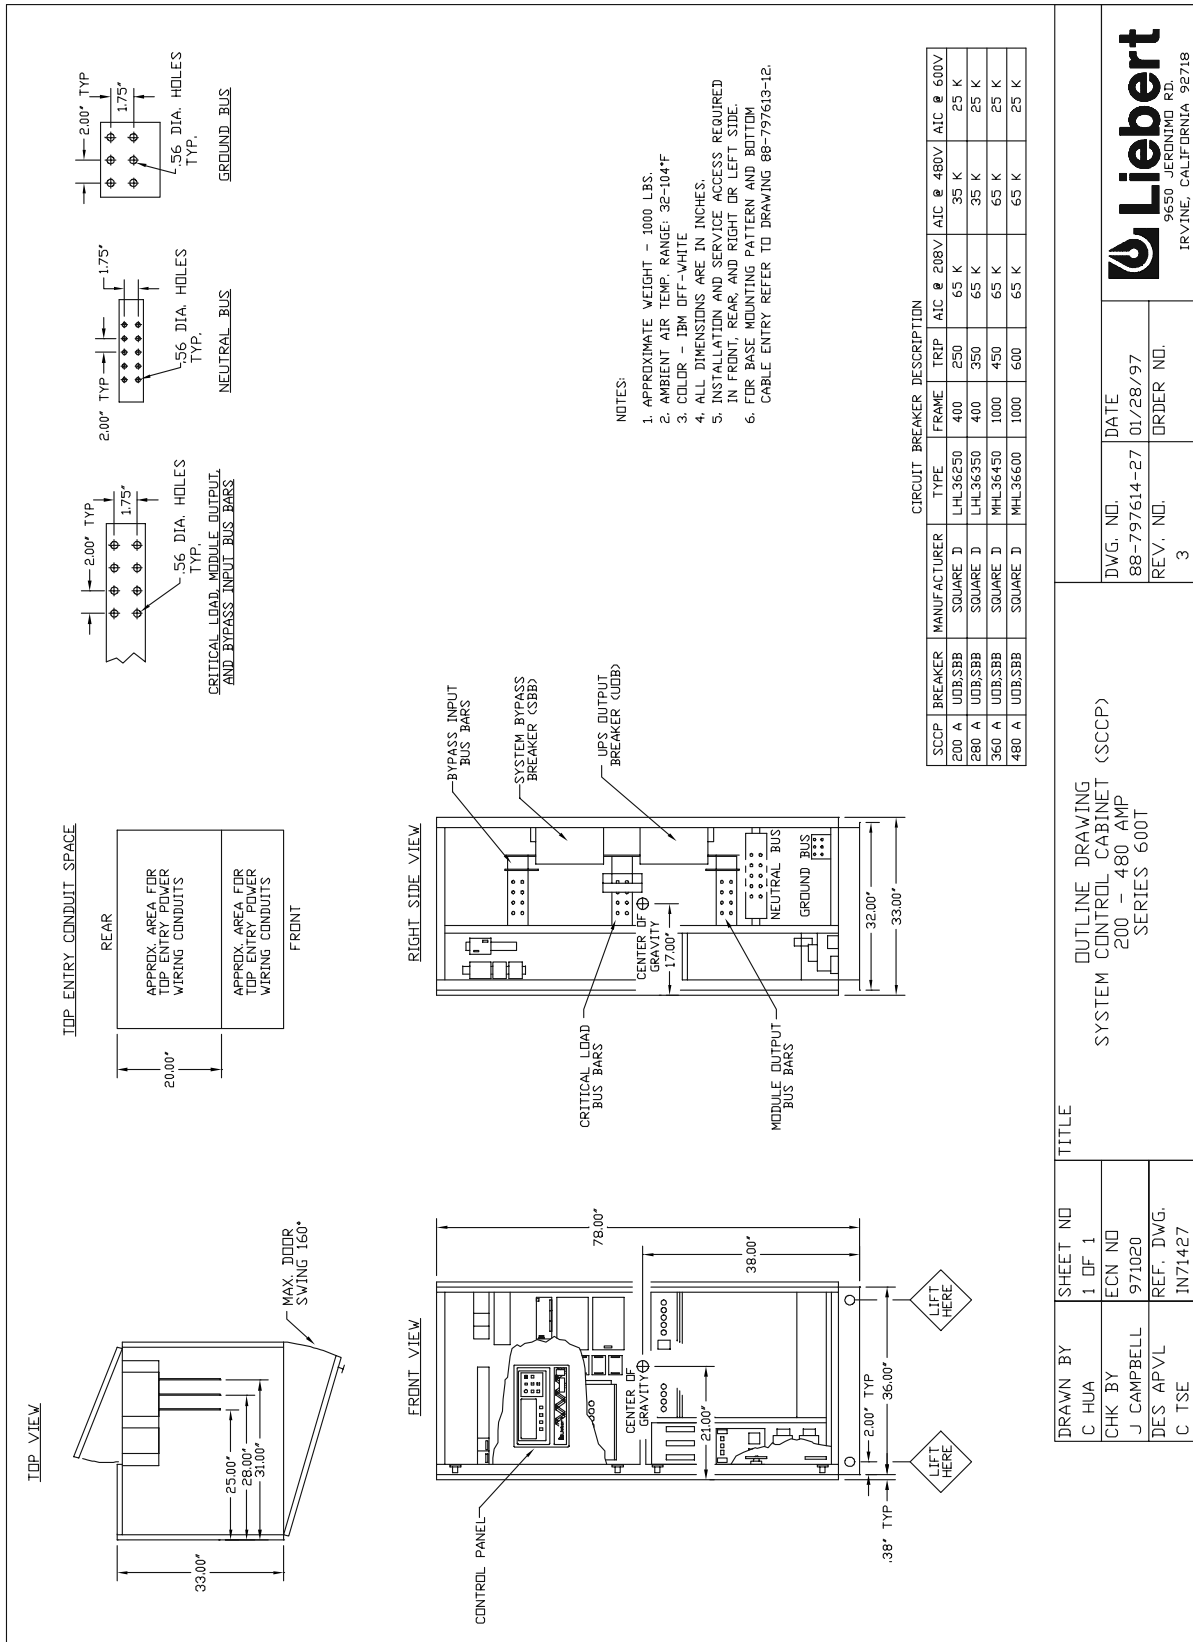 TOP VIEW
33.00"
25.00"
28.00"
31.00"
MAX. DOOR
SWING 160°
TOP ENTRY CONDUIT SPACE
REAR
APPROX. AREA FOR
TOP ENTRY POWER
WIRING CONDUITS
APPROX. AREA FOR
TOP ENTRY POWER
WIRING CONDUITS
FRONT
20.00"
2.00" TYP
1.75"
.56 DIA. HOLES
TYP.
CRITICAL LOAD, MODULE OUTPUT,
AND BYPASS INPUT BUS BARS
2.00" TYP
1.75"
.56 DIA. HOLES
TYP.
NEUTRAL BUS
2.00" TYP
1.75"
.56 DIA. HOLES
TYP.
GROUND BUS
FRONT VIEW
CONTROL PANEL
CENTER OF
GRAVITY
21.00"
78.00"
38.00"
36.00"
2.00" TYP
.38" TYP
LIFT
HERE
LIFT
HERE
RIGHT SIDE VIEW
BYPASS INPUT
BUS BARS
SYSTEM BYPASS
BREAKER (SBB)
UPS OUTPUT
BREAKER (UOB)
CRITICAL LOAD
BUS BARS
CENTER OF
GRAVITY
17.00"
MODULE OUTPUT
BUS BARS
NEUTRAL BUS
GROUND BUS
32.00"
33.00"
NOTES:
1. APPROXIMATE WEIGHT - 1000 LBS.
2. AMBIENT AIR TEMP. RANGE: 32-104°F
3. COLOR - IBM OFF-WHITE
4. ALL DIMENSIONS ARE IN INCHES.
5. INSTALLATION AND SERVICE ACCESS REQUIRED
IN FRONT, REAR, AND RIGHT OR LEFT SIDE.
6. FOR BASE MOUNTING PATTERN AND BOTTOM
CABLE ENTRY REFER TO DRAWING 88-797613-12.
CIRCUIT BREAKER DESCRIPTION
SCCP BREAKER MANUFACTURER TYPE FRAME TRIP AIC @ 208V AIC @ 480V AIC @ 600V
200 A UOB,SBB SQUARE D LHL36250 400 250 65 K 35 K 25 K
280 A UOB,SBB SQUARE D LHL36350 400 350 65 K 35 K 25 K
360 A UOB,SBB SQUARE D MHL36450 1000 450 65 K 65 K 25 K
480 A UOB,SBB SQUARE D MHL36600 1000 600 65 K 65 K 25 K
DRAWN BY
C HUA
CHK BY
J CAMPBELL
DES APVL
C TSE
SHEET NO
1 OF 1
ECN NO
971020
REF. DWG.
IN71427
TITLE
OUTLINE DRAWING
SYSTEM CONTROL CABINET (SCCP)
200 - 480 AMP
SERIES 600T
DWG. NO.
88-797614-27
REV. NO.
3
DATE
01/28/97
ORDER NO.
Liebert
9650 JERONIMO RD.
IRVINE, CALIFORNIA 92718